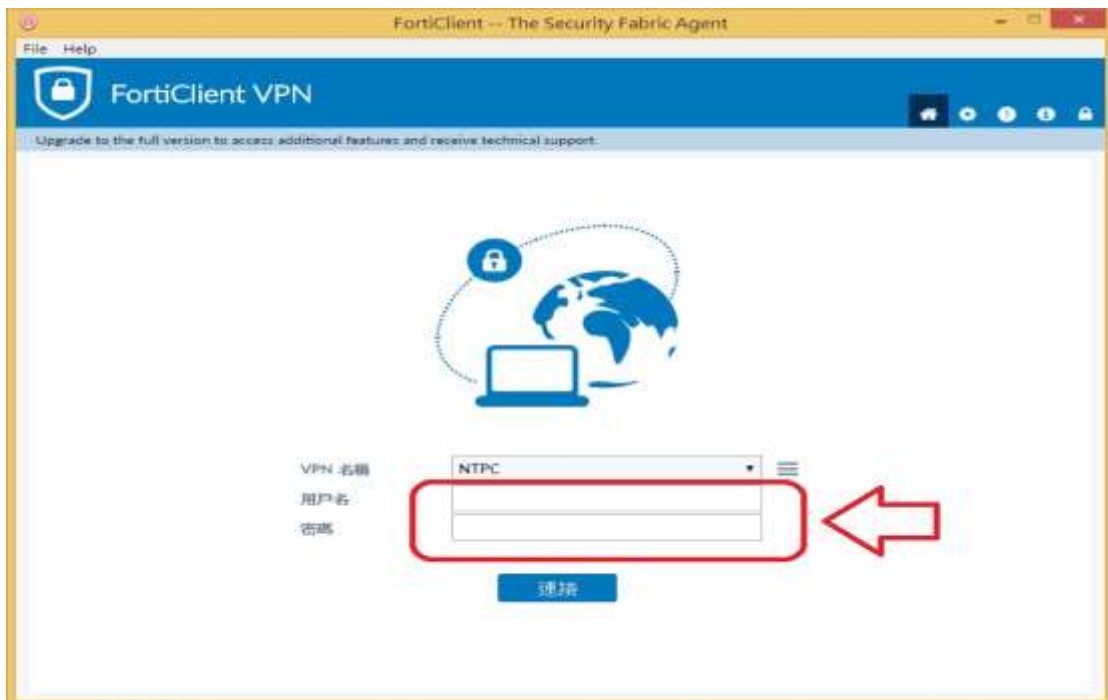 FortiClient -- The Security Fabric Agent
File Help
FortiClient VPN
Upgrade to the full version to access additional features and receive technical support.
VPN 名稱 NTPC
用戶名
密碼
連接